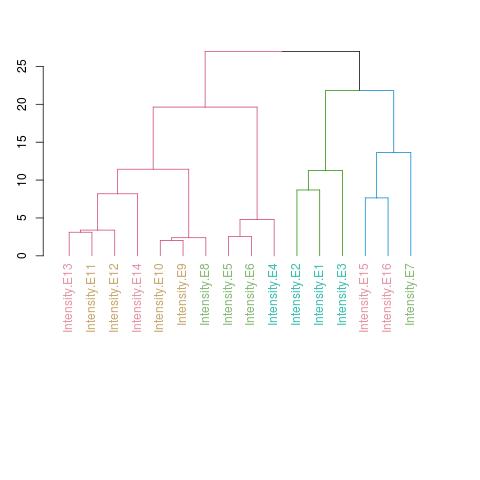 25
20
15
10
5
0
Intensity.E13
Intensity.E11
Intensity.E12
Intensity.E14
Intensity.E10
Intensity.E9
Intensity.E8
Intensity.E5
Intensity.E6
Intensity.E4
Intensity.E2
Intensity.E1
Intensity.E3
Intensity.E15
Intensity.E16
Intensity.E7